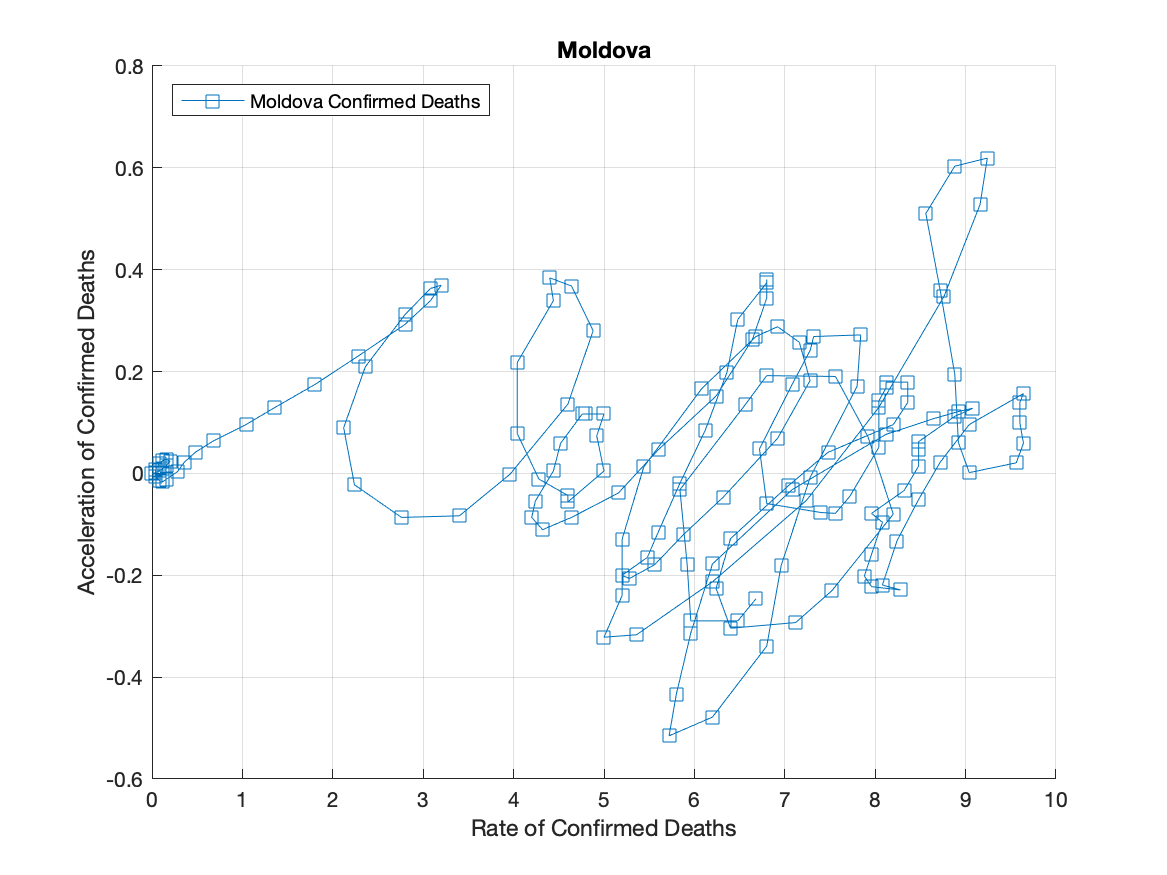 Moldova
Moldova Confirmed Deaths
0.8
0.6
0.4
0.2
0
-0.2
-0.4
-0.6
Acceleration of Confirmed Deaths
0 1 2 3 4 5 6 7 8 9 10
Rate of Confirmed Deaths